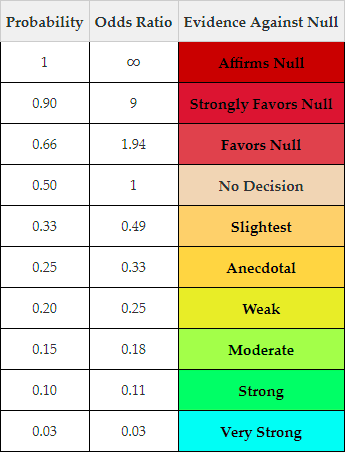 Probability Odds Ratio Evidence Against Null
1 ∞ Affirms Null
0.90 9 Strongly Favors Null
0.66 1.94 Favors Null
0.50 1 No Decision
0.33 0.49 Slightest
0.25 0.33 Anecdotal
0.20 0.25 Weak
0.15 0.18 Moderate
0.10 0.11 Strong
0.03 0.03 Very Strong